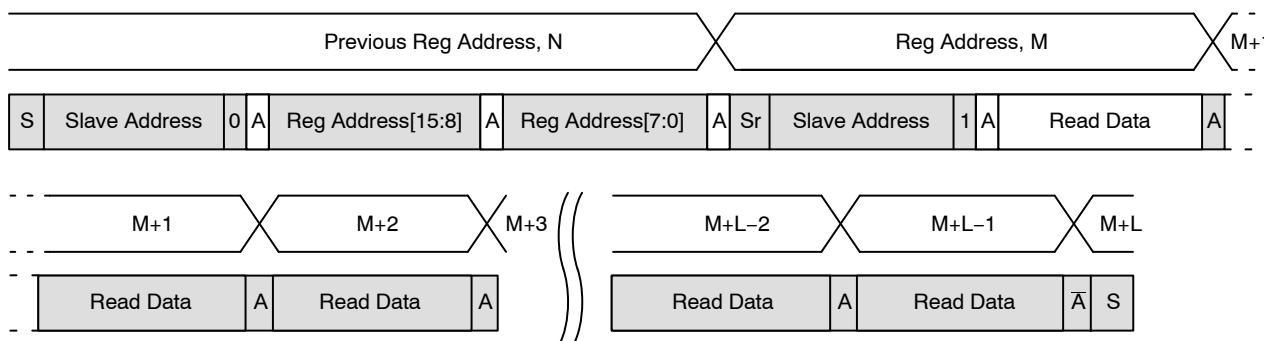 Previous Reg Address, N Reg Address, M M+1
S Slave Address 0 A Reg Address[15:8] A Reg Address[7:0] A Sr Slave Address 1 A Read Data A
M+1 M+2 M+3 M+L−2 M+L−1 M+L
Read Data A Read Data A Read Data A Read Data A̅ S